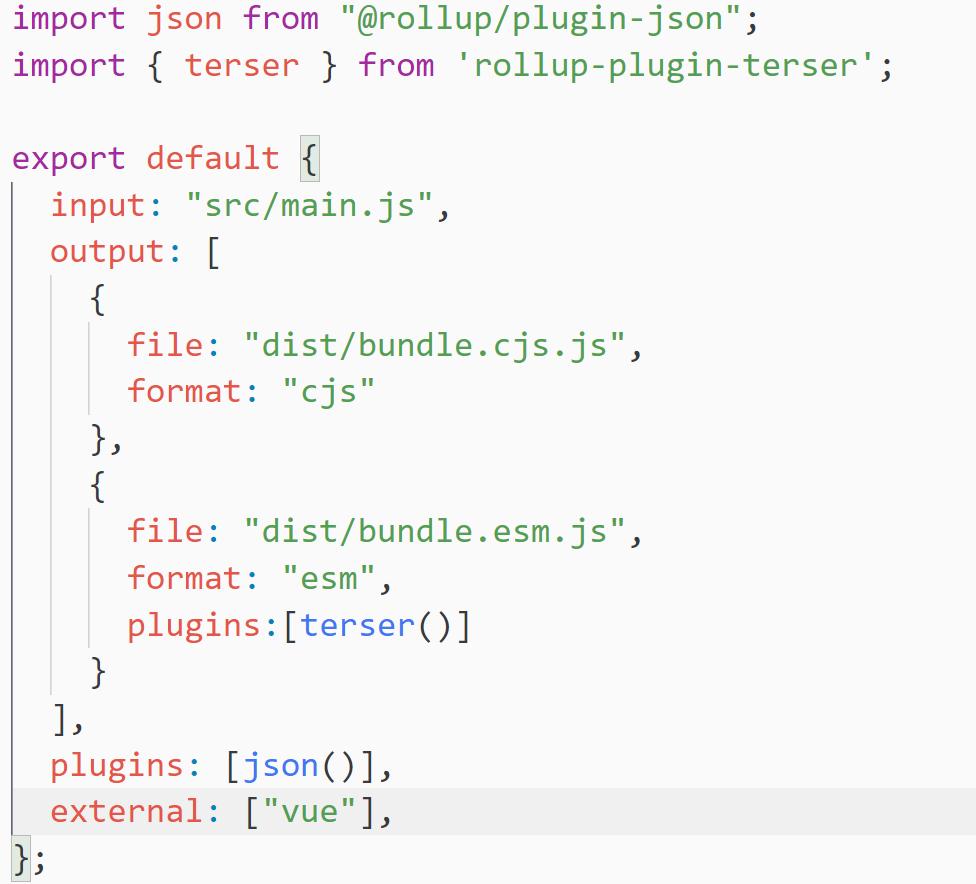 import json from "@rollup/plugin-json";
import { terser } from 'rollup-plugin-terser';

export default {
  input: "src/main.js",
  output: [
    {
      file: "dist/bundle.cjs.js",
      format: "cjs"
    },
    {
      file: "dist/bundle.esm.js",
      format: "esm",
      plugins:[terser()]
    }
  ],
  plugins: [json()],
  external: ["vue"],
};